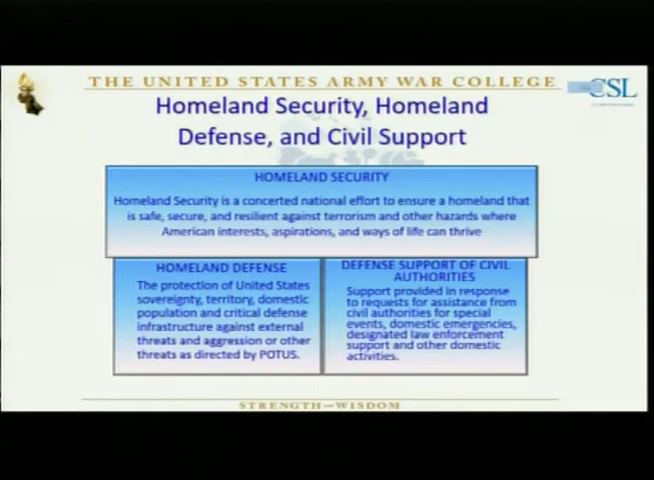 THE UNITED STATES ARMY WAR COLLEGE
CSL
Homeland Security, Homeland
Defense, and Civil Support
HOMELAND SECURITY
Homeland Security is a concerted national effort to ensure a homeland that
is safe, secure, and resilient against terrorism and other hazards where
American interests, aspirations, and ways of life can thrive
HOMELAND DEFENSE
The protection of United States
sovereignty, territory, domestic
population and critical defense
infrastructure against external
threats and aggression or other
threats as directed by POTUS.
DEFENSE SUPPORT OF CIVIL
AUTHORITIES
Support provided in response
to requests for assistance from
civil authorities for special
events, domestic emergencies,
designated law enforcement
support and other domestic
activities.
STRENGTH—WISDOM